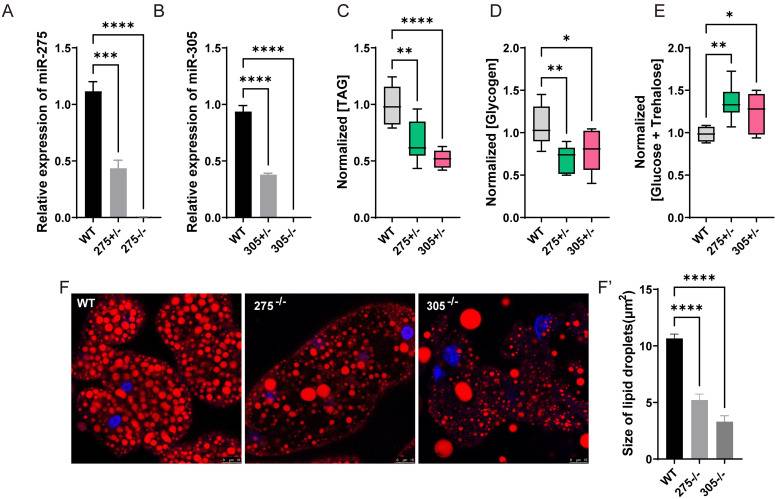 A
Relative expression of miR-275
1.5
1.0
0.5
0.0
****
***
WT
275+/-
275-/-
B
Relative expression of miR-305
1.5
1.0
0.5
0.0
****
****
WT
305+/-
305-/-
C
Normalized [TAG]
1.5
1.0
0.5
0.0
****
**
WT
275+/-
305+/-
D
Normalized [Glycogen]
2.0
1.5
1.0
0.5
0.0
*
**
WT
275+/-
305+/-
E
Normalized
[Glucose + Trehalose]
2.0
1.5
1.0
0.5
0.0
*
**
WT
275+/-
305+/-
F
WT
275-/-
305-/-
F'
Size of lipid droplets(μm2)
15
10
5
0
****
****
WT
275-/-
305-/-